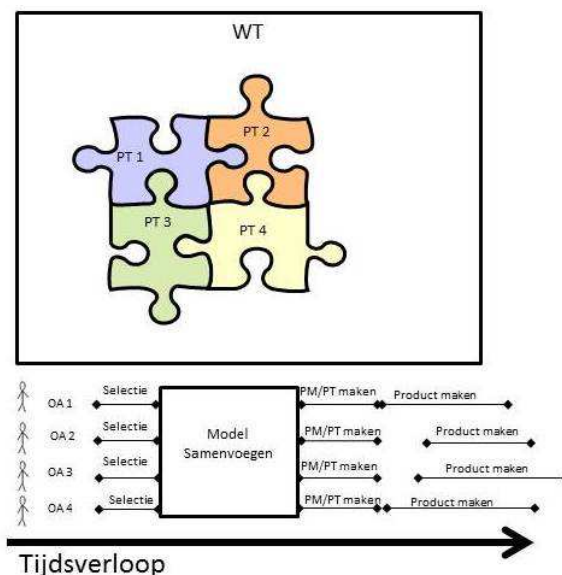 WT
PT 1
PT 2
PT 3
PT 4
OA 1 Selectie PM/PT maken Product maken
OA 2 Selectie PM/PT maken Product maken
OA 3 Selectie PM/PT maken Product maken
OA 4 Selectie PM/PT maken Product maken
Model
Samenvoegen
Tijdsverloop